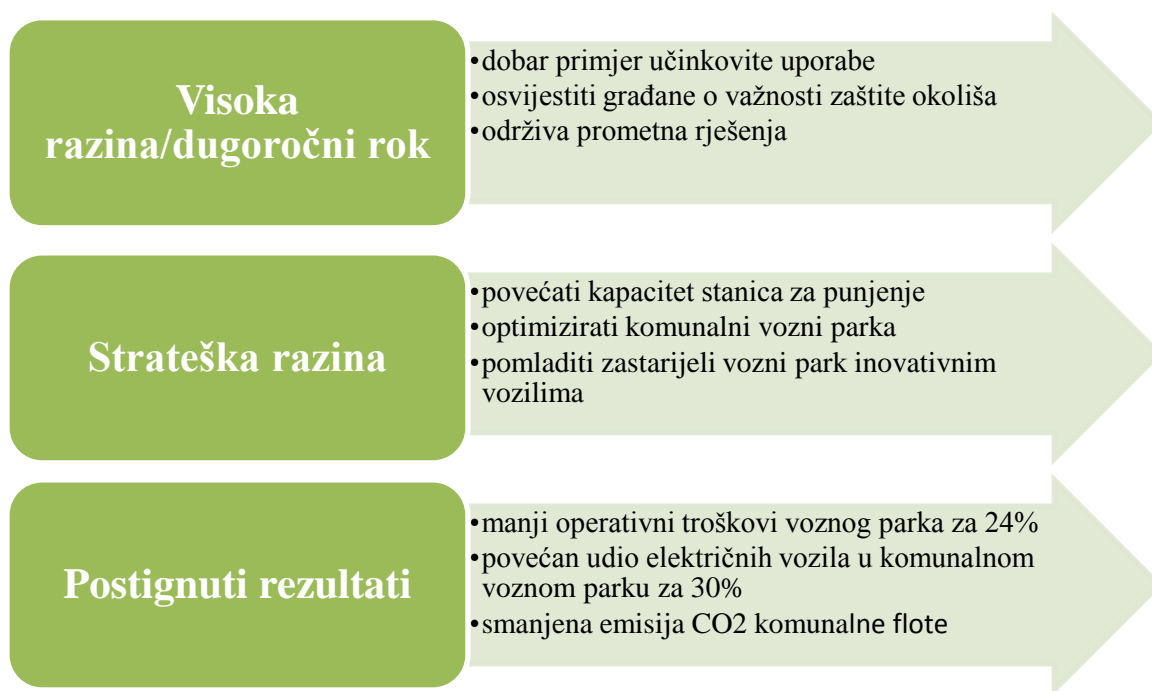 Visoka
razina/dugoročni rok
•dobar primjer učinkovite uporabe
•osvijestiti građane o važnosti zaštite okoliša
•održiva prometna rješenja
Strateška razina
•povećati kapacitet stanica za punjenje
•optimizirati komunalni vozni parka
•pomladiti zastarijeli vozni park inovativnim
vozilima
Postignuti rezultati
•manji operativni troškovi voznog parka za 24%
•povećan udio električnih vozila u komunalnom
voznom parku za 30%
•smanjena emisija CO2 komunalne flote